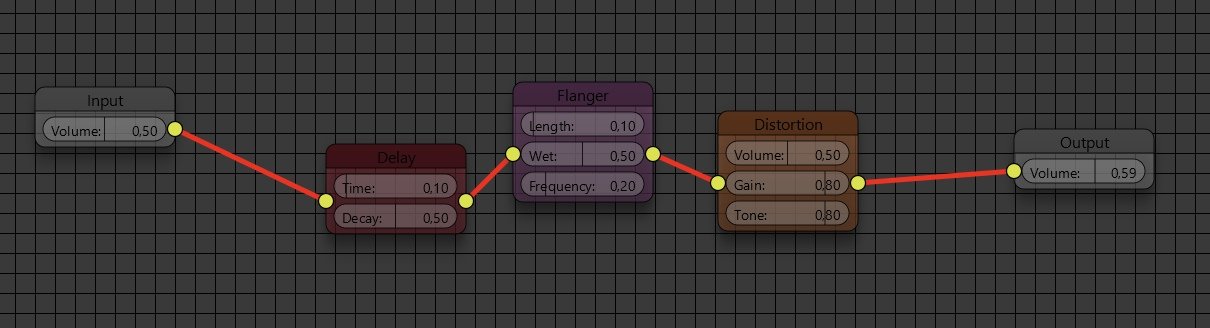 Input
Volume: 0,50
Delay
Time: 0,10
Decay: 0,50
Flanger
Length: 0,10
Wet: 0,50
Frequency: 0,20
Distortion
Volume: 0,50
Gain: 0,80
Tone: 0,80
Output
Volume: 0,59